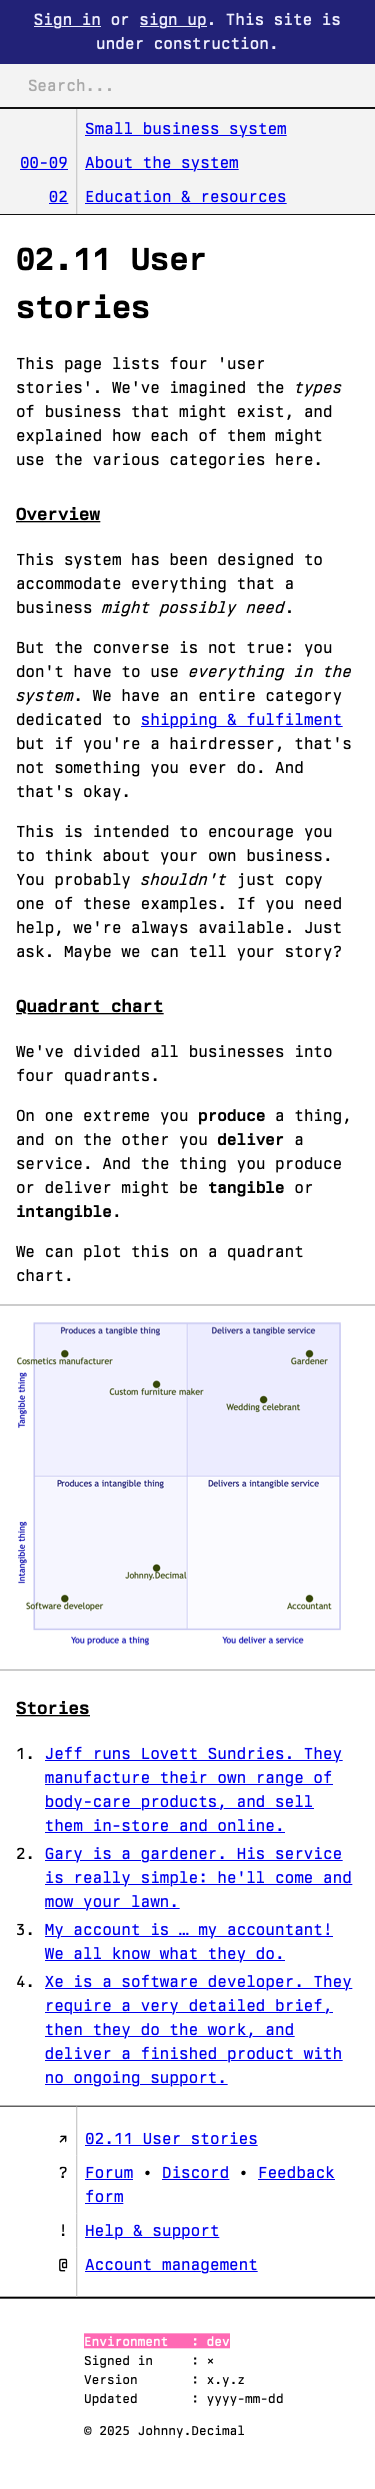 Sign in or sign up. This site is
under construction.
Search...
Small business system
00-09 About the system
02 Education & resources
02.11 User
stories
This page lists four 'user
stories'. We've imagined the types
of business that might exist, and
explained how each of them might
use the various categories here.
Overview
This system has been designed to
accommodate everything that a
business might possibly need.
But the converse is not true: you
don't have to use everything in the
system. We have an entire category
dedicated to shipping & fulfilment
but if you're a hairdresser, that's
not something you ever do. And
that's okay.
This is intended to encourage you
to think about your own business.
You probably shouldn't just copy
one of these examples. If you need
help, we're always available. Just
ask. Maybe we can tell your story?
Quadrant chart
We've divided all businesses into
four quadrants.
On one extreme you produce a thing,
and on the other you deliver a
service. And the thing you produce
or deliver might be tangible or
intangible.
We can plot this on a quadrant
chart.
Produces a tangible thing Delivers a tangible service
Cosmetics manufacturer Gardener
Custom furniture maker
Wedding celebrant
Tangible thing
Produces a intangible thing Delivers a intangible service
Intangible thing
Johnny.Decimal
Software developer Accountant
You produce a thing You deliver a service
Stories
1. Jeff runs Lovett Sundries. They
manufacture their own range of
body-care products, and sell
them in-store and online.
2. Gary is a gardener. His service
is really simple: he'll come and
mow your lawn.
3. My account is … my accountant!
We all know what they do.
4. Xe is a software developer. They
require a very detailed brief,
then they do the work, and
deliver a finished product with
no ongoing support.
↗ 02.11 User stories
? Forum • Discord • Feedback
form
! Help & support
@ Account management
Environment : dev
Signed in : ×
Version : x.y.z
Updated : yyyy-mm-dd
© 2025 Johnny.Decimal